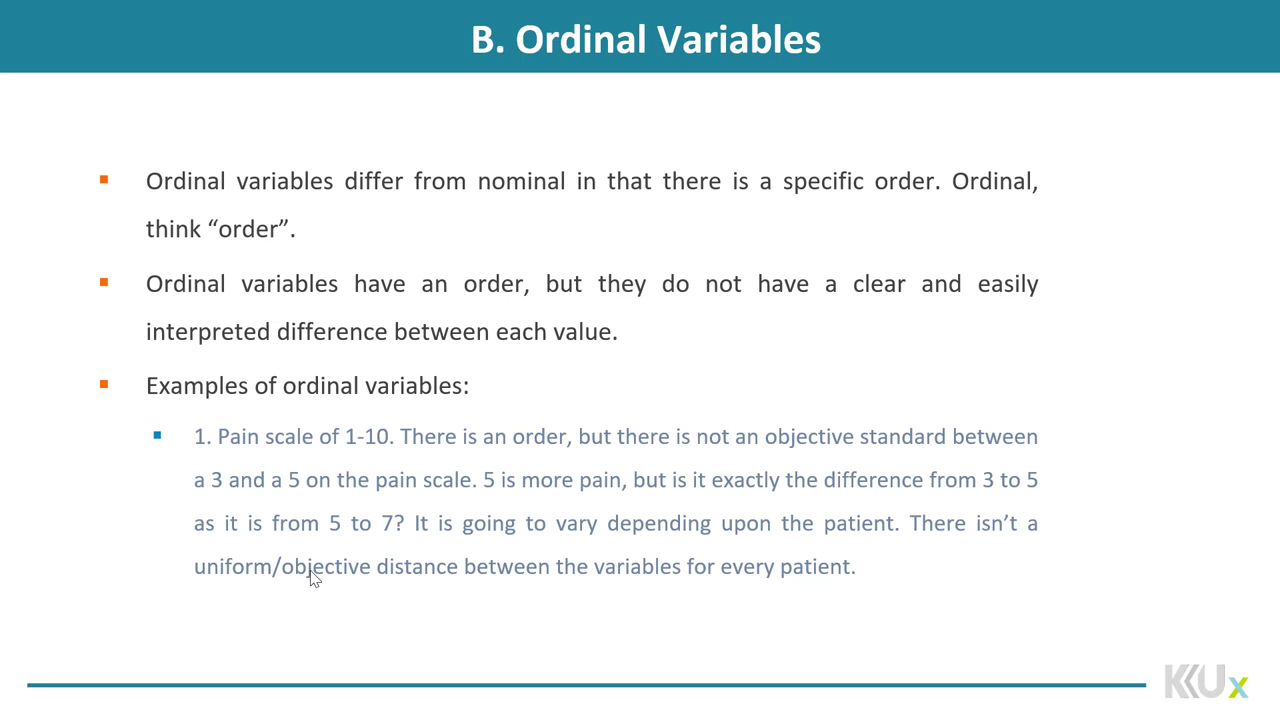 B. Ordinal Variables
Ordinal variables differ from nominal in that there is a specific order. Ordinal,
think “order”.
Ordinal variables have an order, but they do not have a clear and easily
interpreted difference between each value.
Examples of ordinal variables:
1. Pain scale of 1-10. There is an order, but there is not an objective standard between
a 3 and a 5 on the pain scale. 5 is more pain, but is it exactly the difference from 3 to 5
as it is from 5 to 7? It is going to vary depending upon the patient. There isn’t a
uniform/objective distance between the variables for every patient.
KKUx